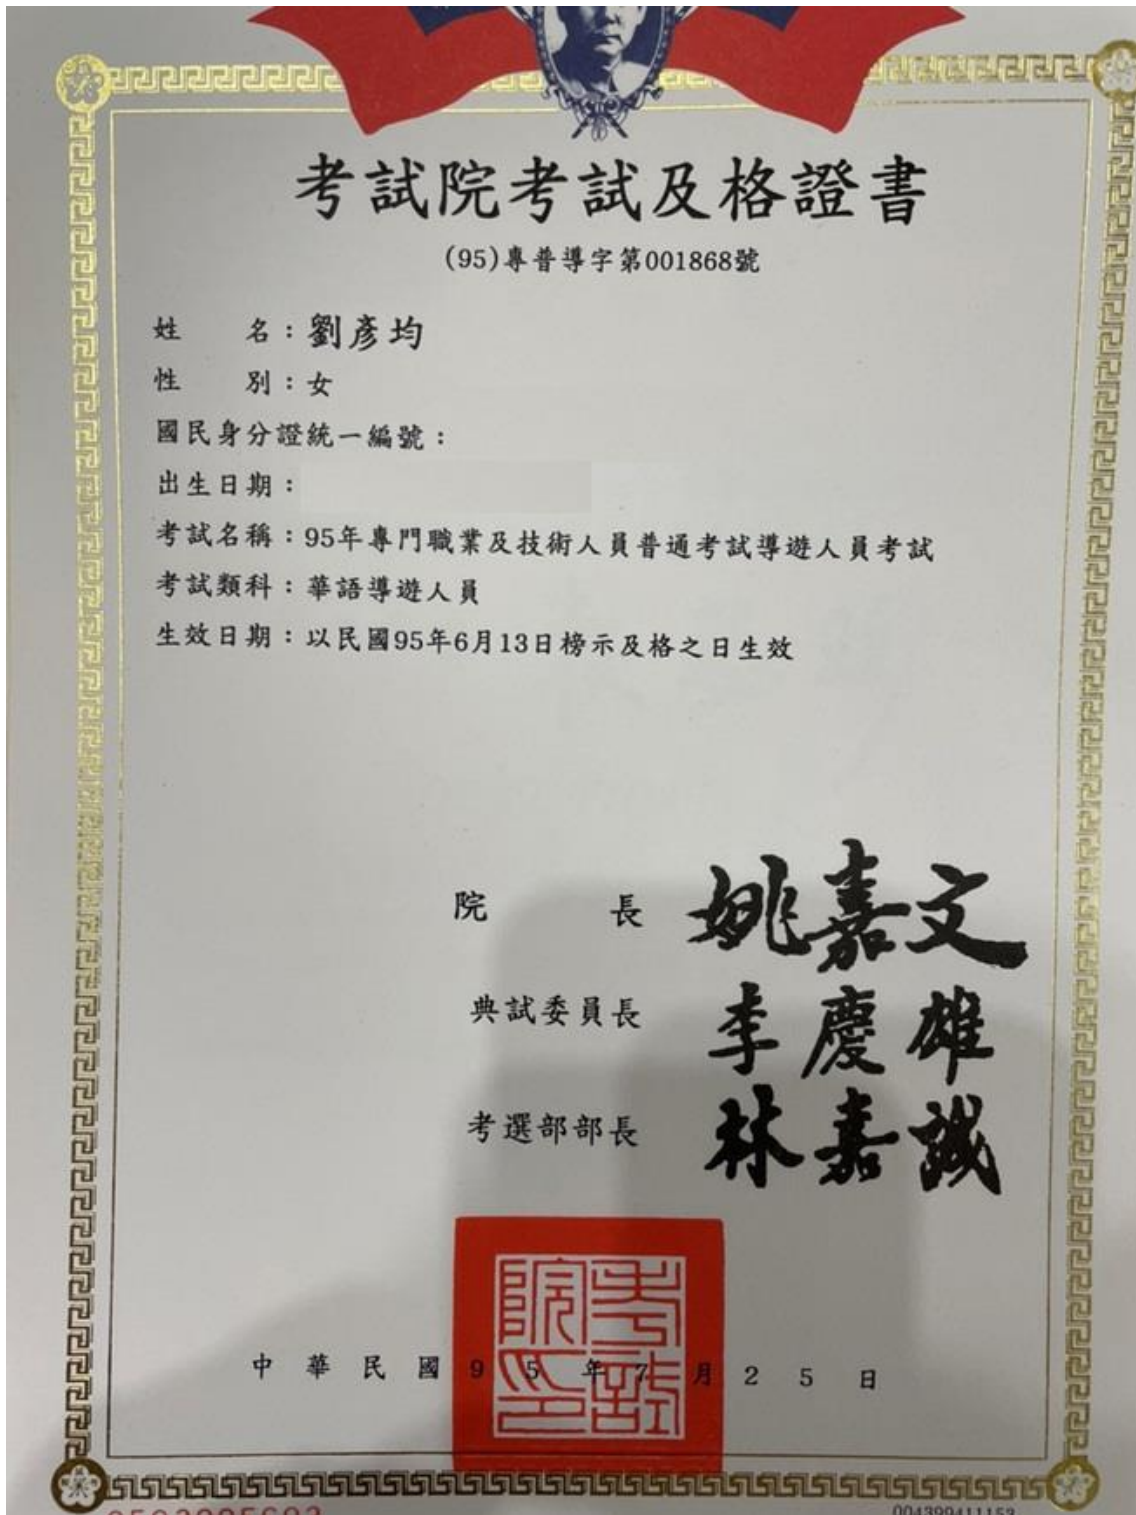 考試院考試及格證書
(95)專普導字第001868號
姓名：劉彥均
性別：女
國民身分證統一編號：
出生日期：
考試名稱：95年專門職業及技術人員普通考試導遊人員考試
考試類科：華語導遊人員
生效日期：以民國95年6月13日榜示及格之日生效
院長 姚嘉文
典試委員長 李慶雄
考選部部長 林嘉誠
考試院印
中華民國95年7月25日
004399411153